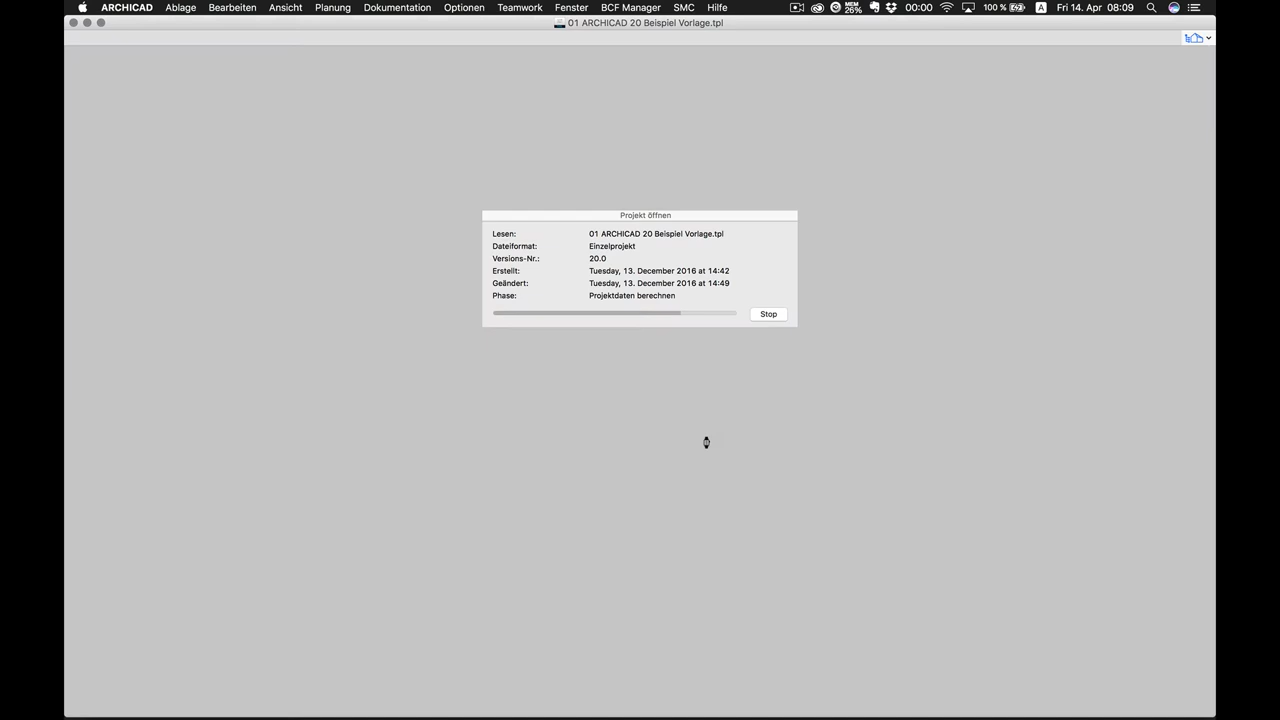 ARCHICAD Ablage Bearbeiten Ansicht Planung Dokumentation Optionen Teamwork Fenster BCF Manager SMC Hilfe MEM 26% 00:00 100 % A Fri 14. Apr 08:09
01 ARCHICAD 20 Beispiel Vorlage.tpl
Projekt öffnen
Lesen: 01 ARCHICAD 20 Beispiel Vorlage.tpl
Dateiformat: Einzelprojekt
Versions-Nr.: 20.0
Erstellt: Tuesday, 13. December 2016 at 14:42
Geändert: Tuesday, 13. December 2016 at 14:49
Phase: Projektdaten berechnen
Stop